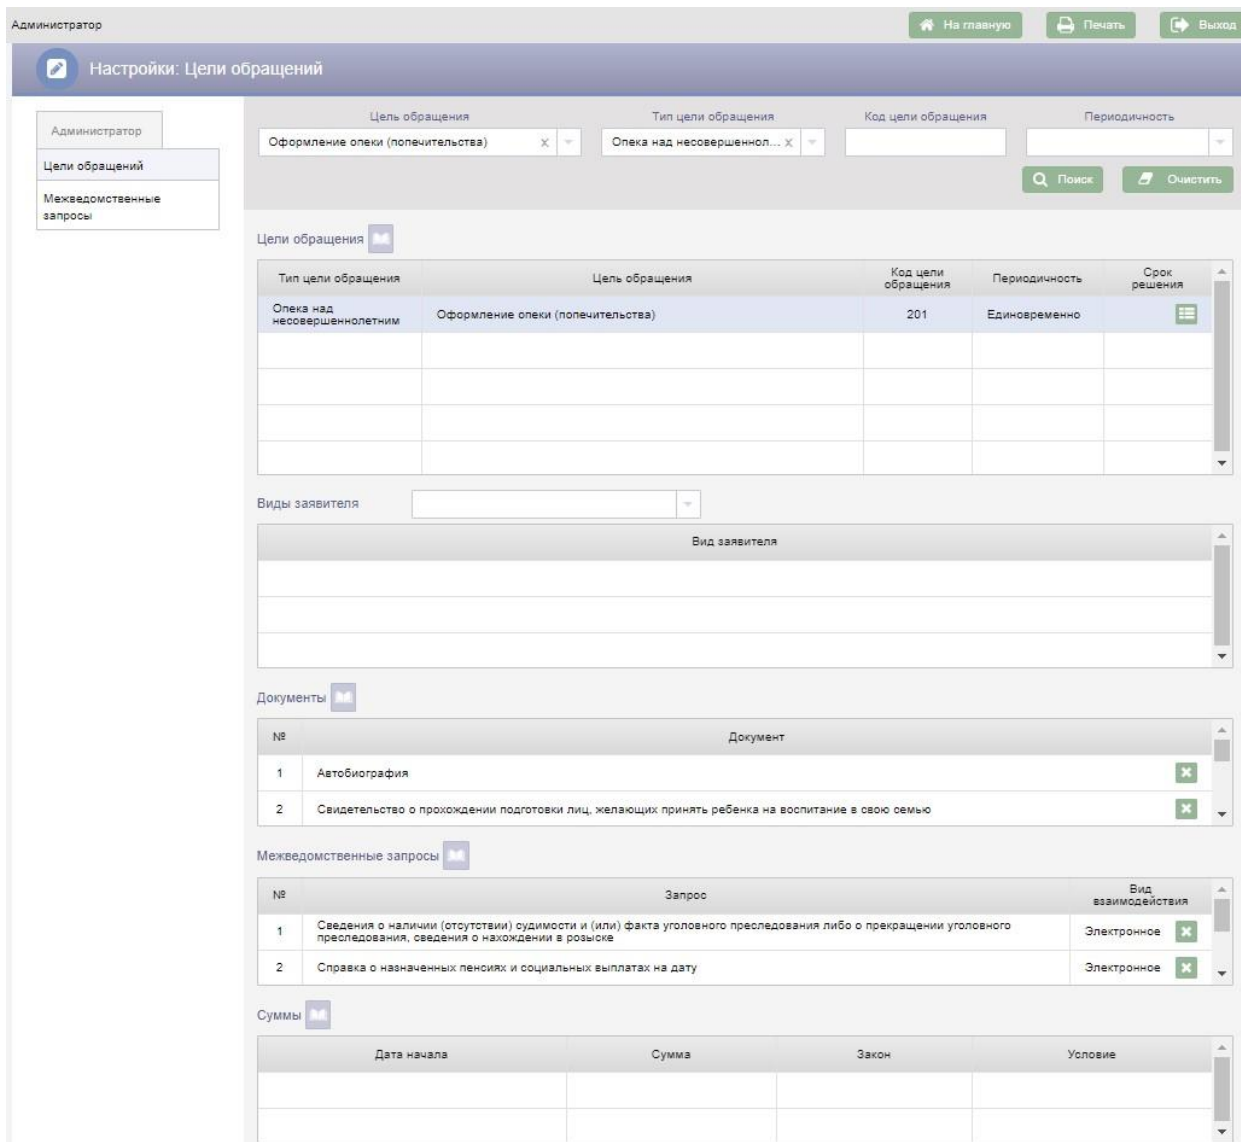 Администратор
На главную
Печать
Выход
Настройки: Цели обращений
Администратор
Цели обращений
Межведомственные
запросы
Цель обращения
Тип цели обращения
Код цели обращения
Периодичность
Оформление опеки (попечительства)
Опека над несовершеннол...
Поиск
Очистить
Цели обращения
Тип цели обращения
Цель обращения
Код цели
обращения
Периодичность
Срок
решения
Опека над
несовершеннолетним
Оформление опеки (попечительства)
201
Единовременно
Виды заявителя
Вид заявителя
Документы
№
Документ
1
Автобиография
2
Свидетельство о прохождении подготовки лиц, желающих принять ребенка на воспитание в свою семью
Межведомственные запросы
№
Запрос
Вид
взаимодействия
1
Сведения о наличии (отсутствии) судимости и (или) факта уголовного преследования либо о прекращении уголовного
преследования, сведения о нахождении в розыске
Электронное
2
Справка о назначенных пенсиях и социальных выплатах на дату
Электронное
Суммы
Дата начала
Сумма
Закон
Условие